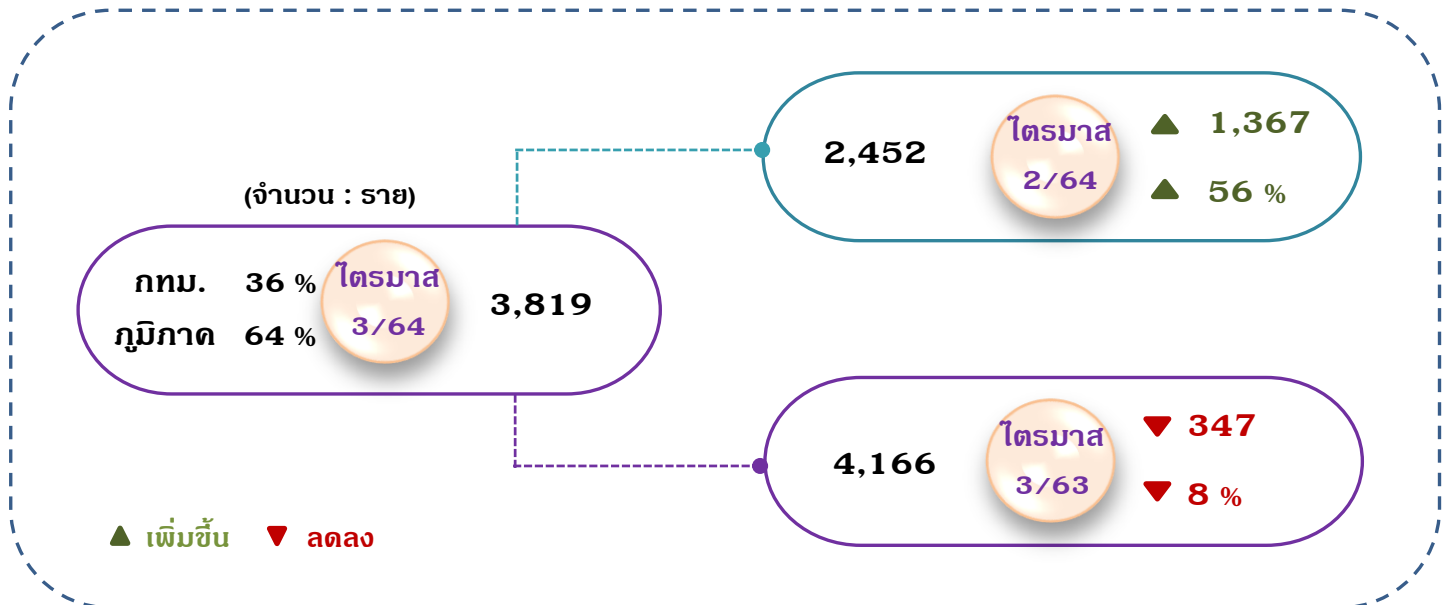 (จำนวน : ราย)
กทม. 36 %
ภูมิภาค 64 %
ไตรมาส
3/64
3,819
2,452
ไตรมาส
2/64
1,367
56 %
4,166
ไตรมาส
3/63
347
8 %
เพิ่มขึ้น ลดลง